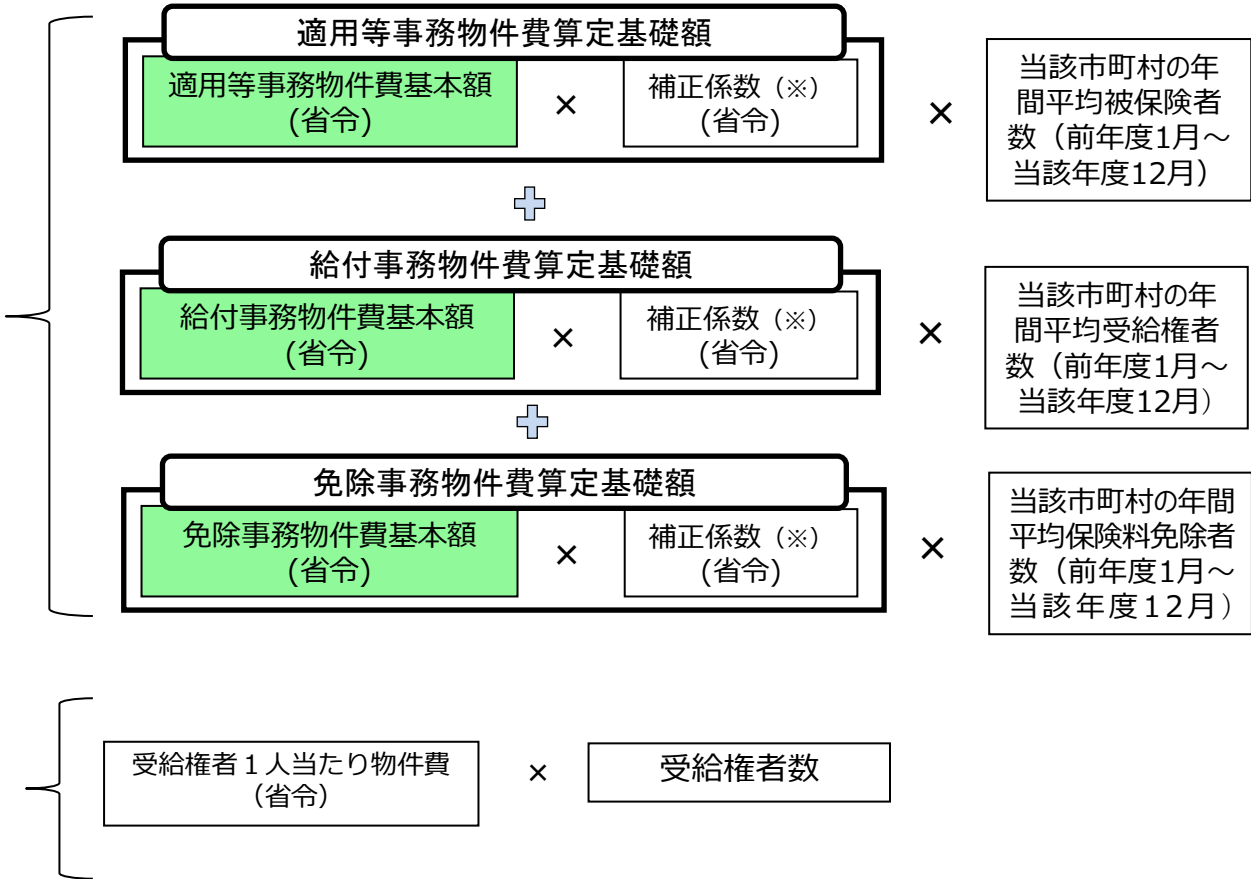 適用等事務物件費算定基礎額
適用等事務物件費基本額
(省令)
×
補正係数（※）
(省令)
×
当該市町村の年
間平均被保険者
数（前年度1月～
当該年度12月）
給付事務物件費算定基礎額
給付事務物件費基本額
(省令)
×
補正係数（※）
(省令)
×
当該市町村の年
間平均受給権者
数（前年度1月～
当該年度12月）
免除事務物件費算定基礎額
免除事務物件費基本額
(省令)
×
補正係数（※）
(省令)
×
当該市町村の年間
平均保険料免除者
数（前年度1月～
当該年度12月）
受給権者１人当たり物件費
（省令）
×
受給権者数